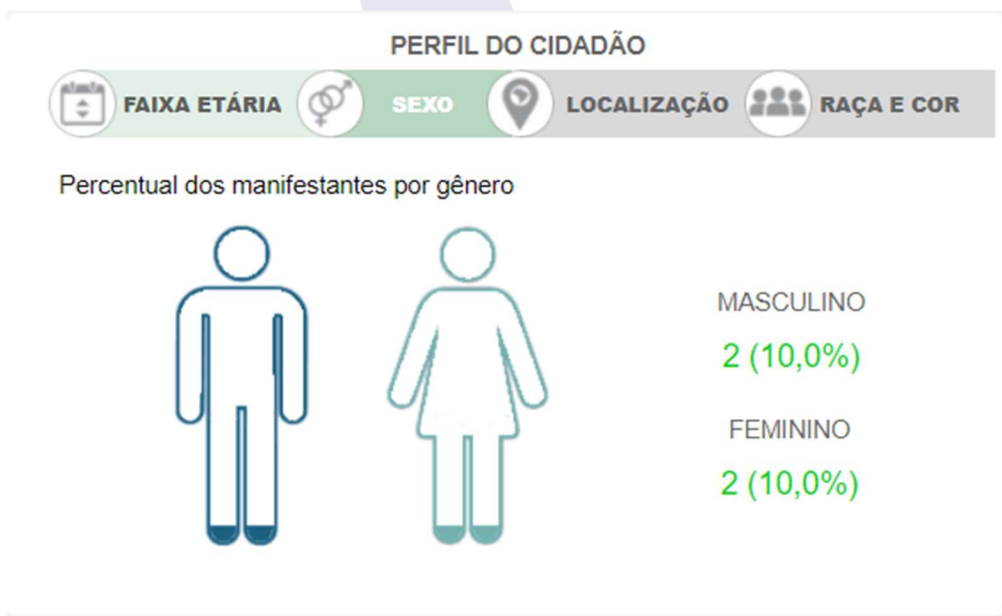 PERFIL DO CIDADÃO
FAIXA ETÁRIA SEXO LOCALIZAÇÃO RAÇA E COR
Percentual dos manifestantes por gênero
MASCULINO
2 (10,0%)
FEMININO
2 (10,0%)